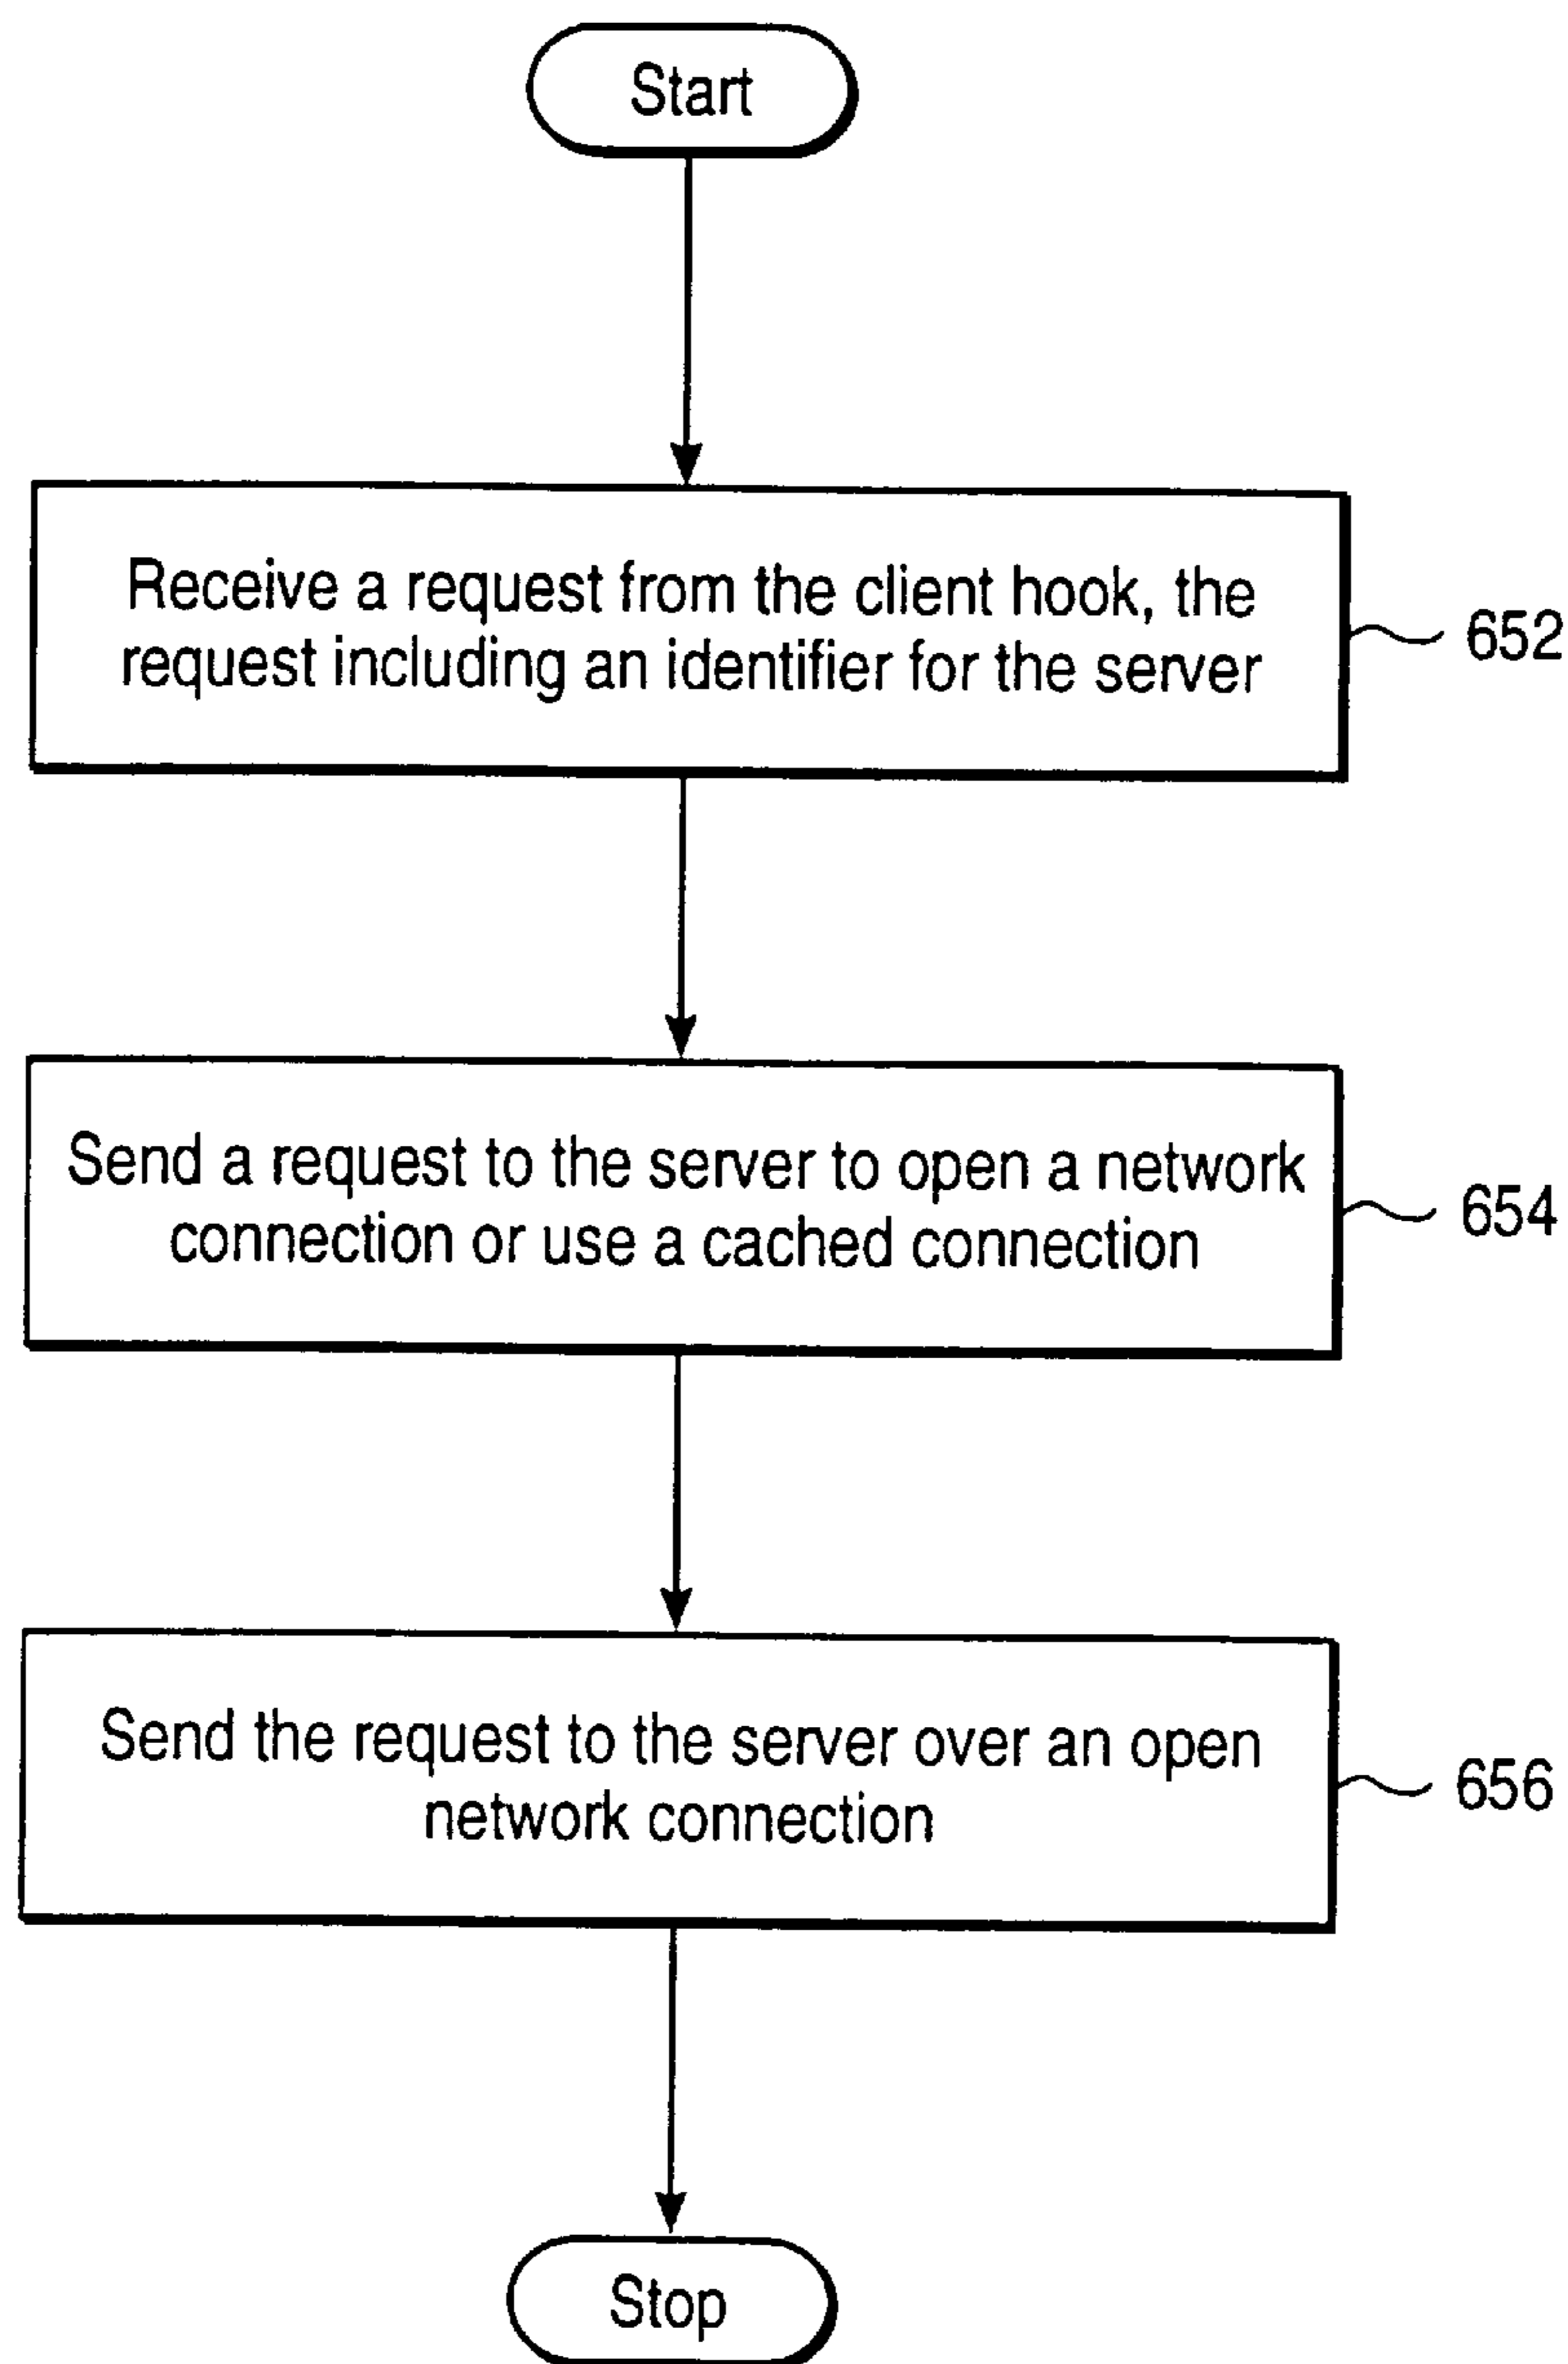 Start
Receive a request from the client hook, the
request including an identifier for the server
652
Send a request to the server to open a network
connection or use a cached connection
654
Send the request to the server over an open
network connection
656
Stop